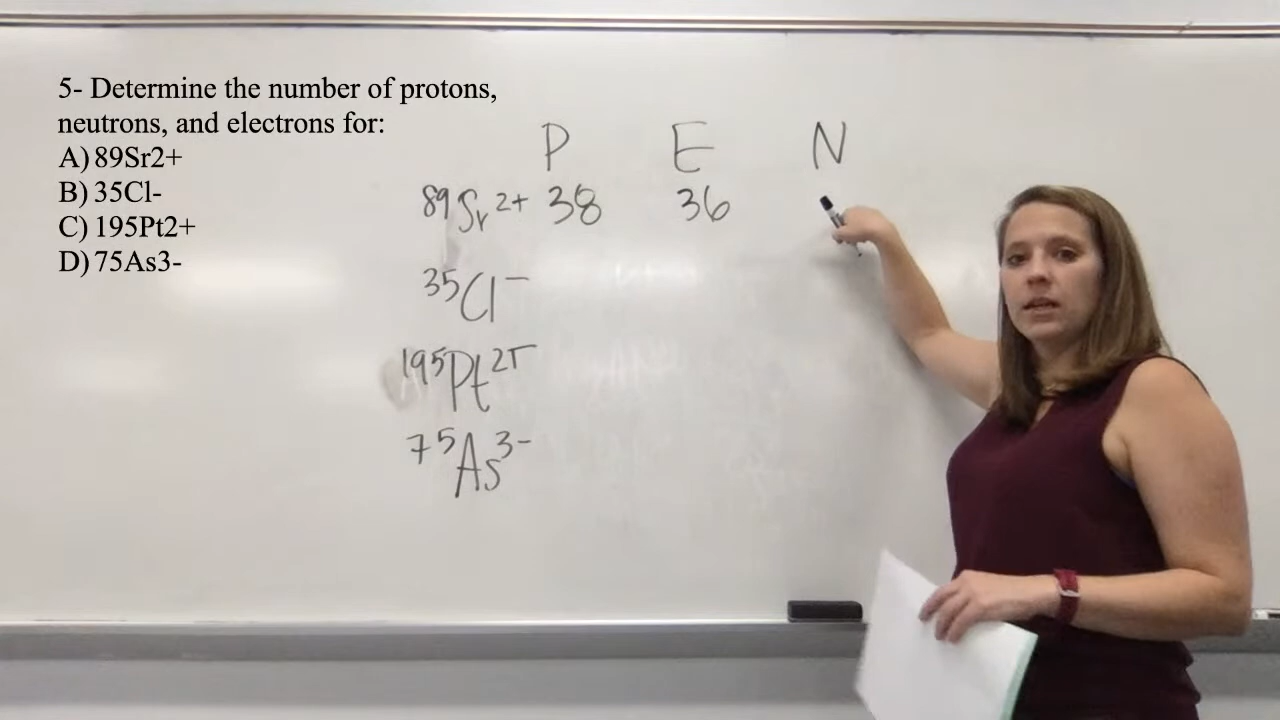 5- Determine the number of protons,
neutrons, and electrons for:
A) 89Sr2+
B) 35Cl-
C) 195Pt2+
D) 75As3-
P E N
⁸⁹Sr²⁺ 38 36
³⁵Cl⁻
¹⁹⁵Pt²⁺
⁷⁵As³⁻